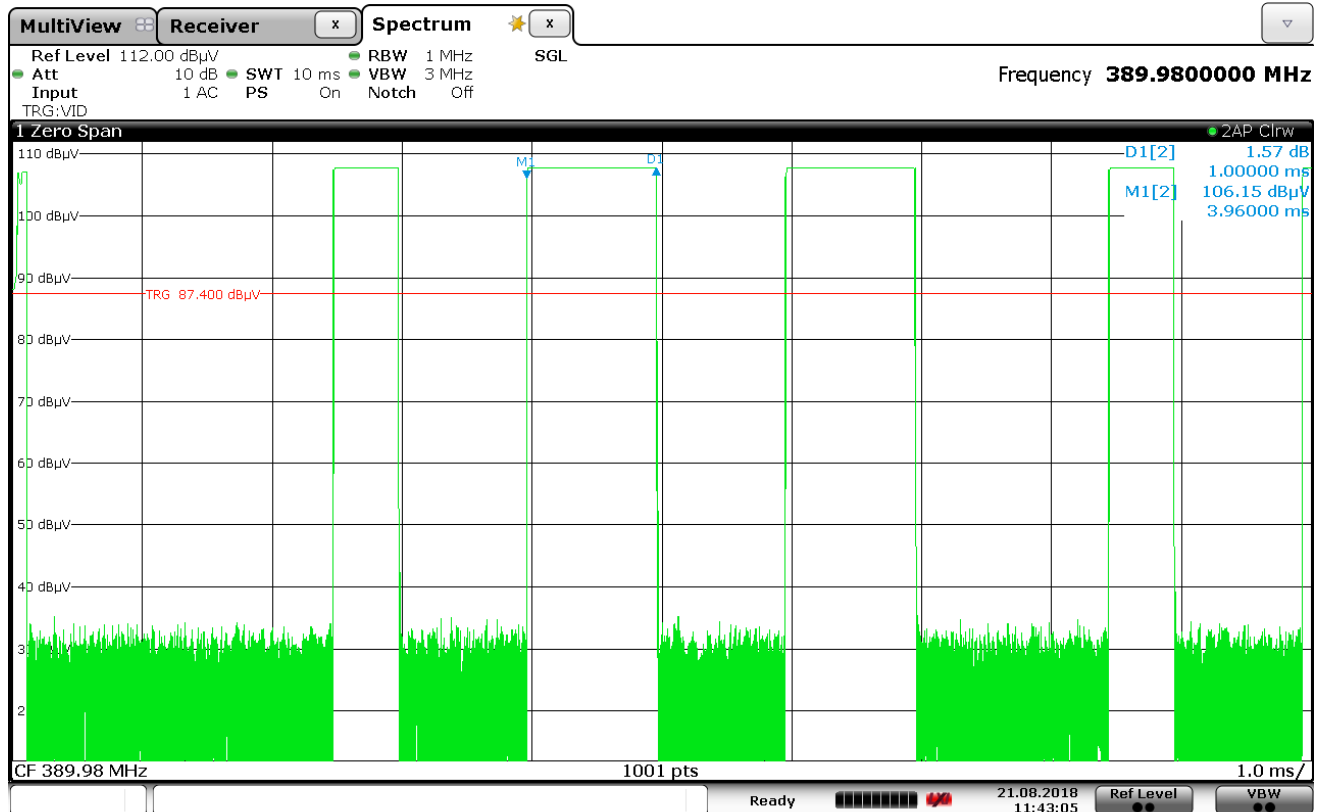 MultiView Receiver x Spectrum x
Ref Level 112.00 dBµV RBW 1 MHz SGL
Att 10 dB SWT 10 ms VBW 3 MHz
Input 1 AC PS On Notch Off
TRG:VID
Frequency 389.9800000 MHz
1 Zero Span 2AP Clrw
110 dBµV
M1
D1
D1[2] 1.57 dB
1.00000 ms
M1[2] 106.15 dBµV
3.96000 ms
100 dBµV
90 dBµV
TRG 87.400 dBµV
80 dBµV
70 dBµV
60 dBµV
50 dBµV
40 dBµV
3
2
CF 389.98 MHz 1001 pts 1.0 ms/
Ready 21.08.2018 Ref Level VBW
11:43:05